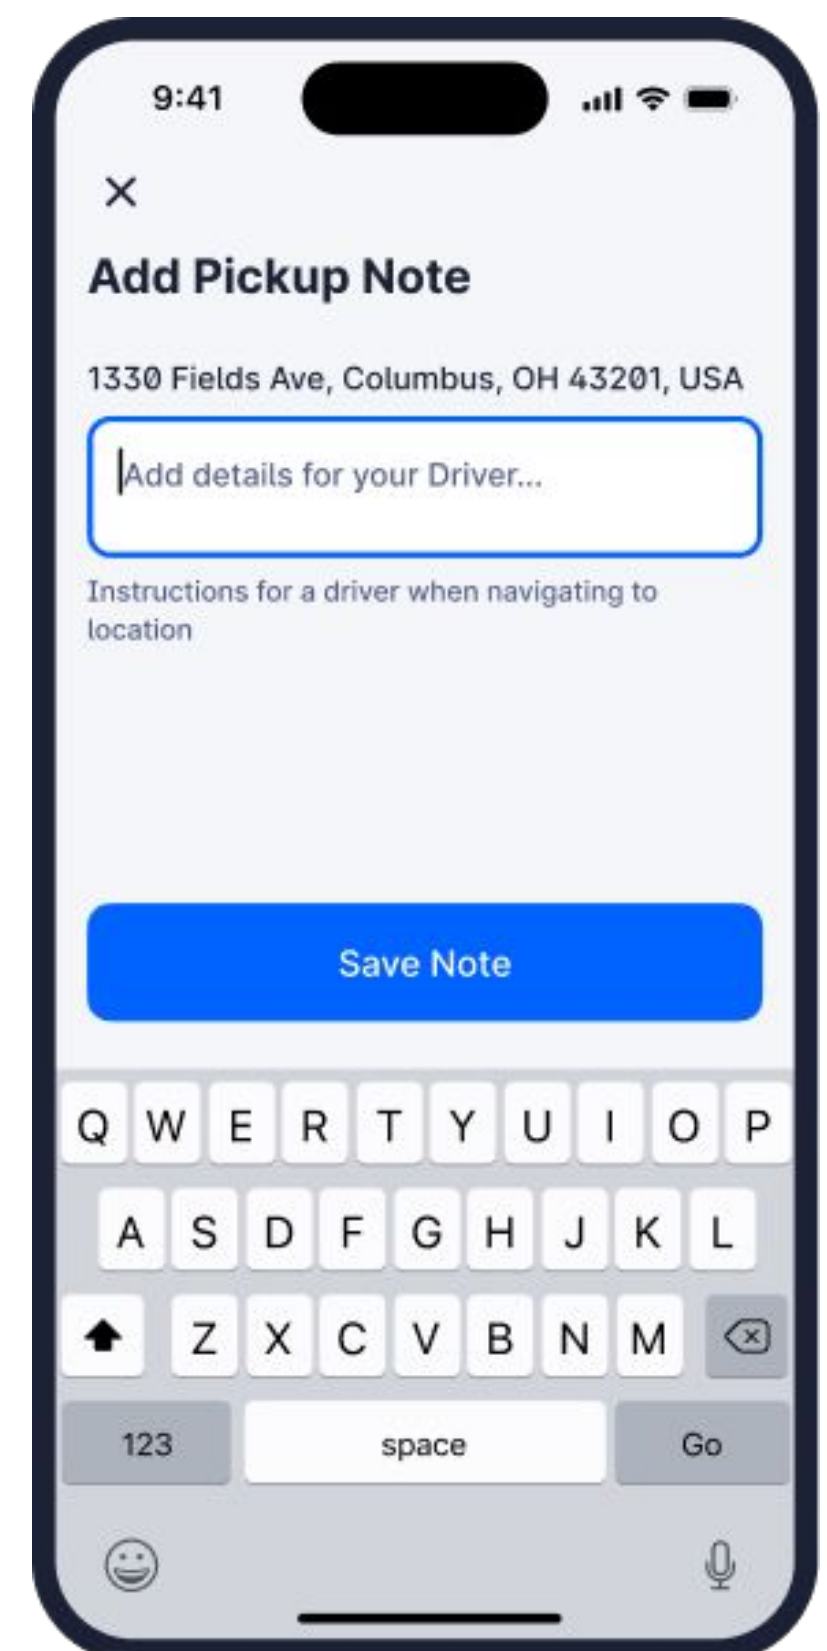 9:41
Add Pickup Note
1330 Fields Ave, Columbus, OH 43201, USA
Add details for your Driver...
Instructions for a driver when navigating to
location
Save Note
Q W E R T Y U I O P
A S D F G H J K L
Z X C V B N M
123 space Go